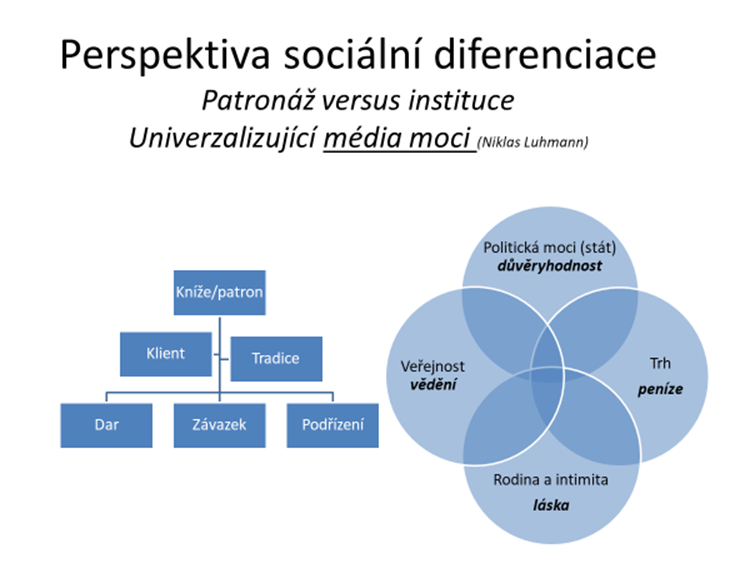 Perspektiva sociální diferenciace
Patronáž versus instituce
Univerzalizující média moci (Niklas Luhmann)
Kníže/patron
Klient
Tradice
Dar
Závazek
Podřízení
Politická moci (stát)
důvěryhodnost
Veřejnost
vědění
Trh
peníze
Rodina a intimita
láska